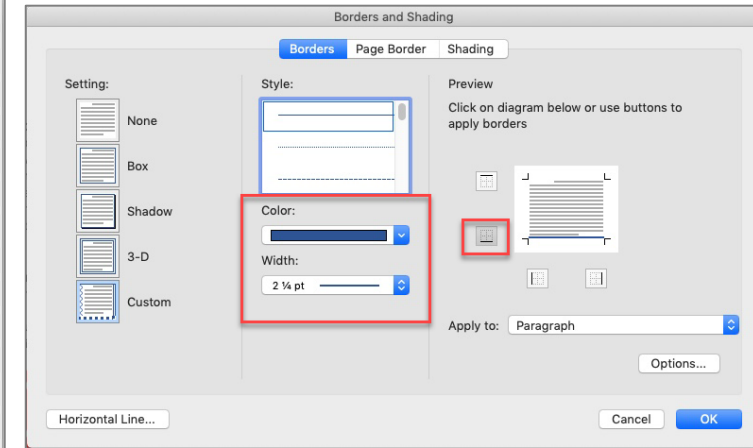 Borders and Shading
Borders
Page Border
Shading
Setting:
None
Box
Shadow
3-D
Custom
Style:
Color:
Width:
2 ¼ pt
Preview
Click on diagram below or use buttons to
apply borders
Apply to:
Paragraph
Options...
Horizontal Line...
Cancel
OK